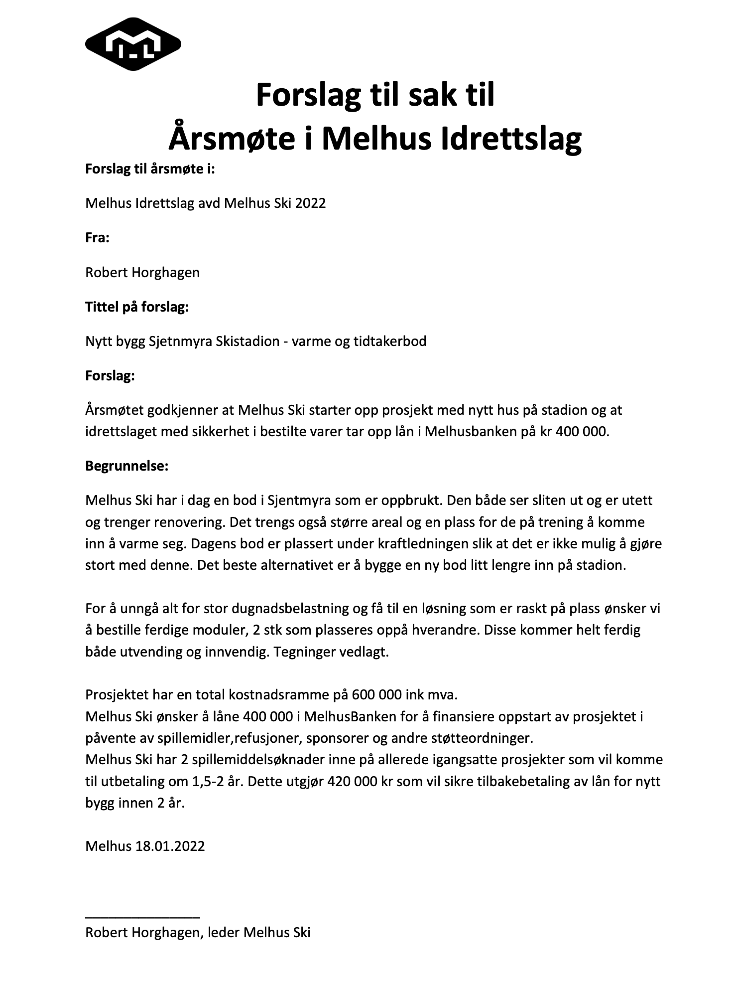 MIL
Forslag til sak til
Årsmøte i Melhus Idrettslag
Forslag til årsmøte i:
Melhus Idrettslag avd Melhus Ski 2022
Fra:
Robert Horghagen
Tittel på forslag:
Nytt bygg Sjetnmyra Skistadion - varme og tidtakerbod
Forslag:
Årsmøtet godkjenner at Melhus Ski starter opp prosjekt med nytt hus på stadion og at
idrettslaget med sikkerhet i bestilte varer tar opp lån i Melhusbanken på kr 400 000.
Begrunnelse:
Melhus Ski har i dag en bod i Sjentmyra som er oppbrukt. Den både ser sliten ut og er utett
og trenger renovering. Det trengs også større areal og en plass for de på trening å komme
inn å varme seg. Dagens bod er plassert under kraftledningen slik at det er ikke mulig å gjøre
stort med denne. Det beste alternativet er å bygge en ny bod litt lengre inn på stadion.
For å unngå alt for stor dugnadsbelastning og få til en løsning som er raskt på plass ønsker vi
å bestille ferdige moduler, 2 stk som plasseres oppå hverandre. Disse kommer helt ferdig
både utvending og innvendig. Tegninger vedlagt.
Prosjektet har en total kostnadsramme på 600 000 ink mva.
Melhus Ski ønsker å låne 400 000 i MelhusBanken for å finansiere oppstart av prosjektet i
påvente av spillemidler,refusjoner, sponsorer og andre støtteordninger.
Melhus Ski har 2 spillemiddelsøknader inne på allerede igangsatte prosjekter som vil komme
til utbetaling om 1,5-2 år. Dette utgjør 420 000 kr som vil sikre tilbakebetaling av lån for nytt
bygg innen 2 år.
Melhus 18.01.2022
_______________
Robert Horghagen, leder Melhus Ski